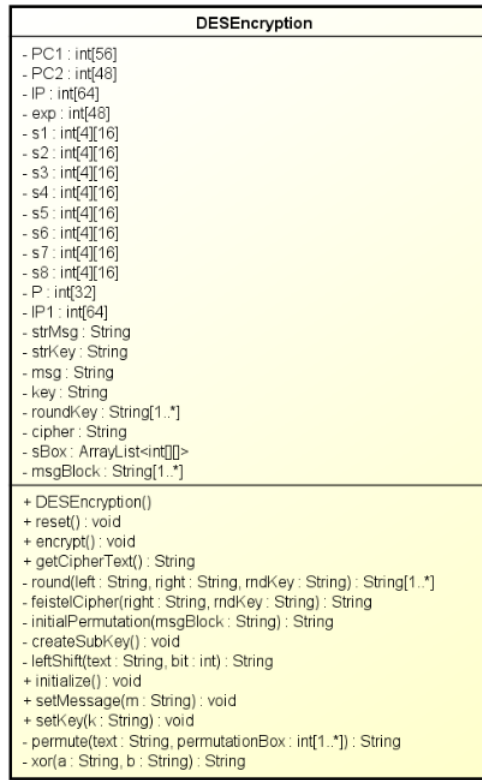 DESEncryption
- PC1 : int[56]
- PC2 : int[48]
- IP : int[64]
- exp : int[48]
- s1 : int[4][16]
- s2 : int[4][16]
- s3 : int[4][16]
- s4 : int[4][16]
- s5 : int[4][16]
- s6 : int[4][16]
- s7 : int[4][16]
- s8 : int[4][16]
- P : int[32]
- IP1 : int[64]
- strMsg : String
- strKey : String
- msg : String
- key : String
- roundKey : String[1..*]
- cipher : String
- sBox : ArrayList<int[][]>
- msgBlock : String[1..*]
+ DESEncryption()
+ reset() : void
+ encrypt() : void
+ getCipherText() : String
- round(left : String, right : String, rndKey : String) : String[1..*]
- feistelCipher(right : String, rndKey : String) : String
- initialPermutation(msgBlock : String) : String
- createSubKey() : void
- leftShift(text : String, bit : int) : String
+ initialize() : void
+ setMessage(m : String) : void
+ setKey(k : String) : void
- permute(text : String, permutationBox : int[1..*]) : String
- xor(a : String, b : String) : String